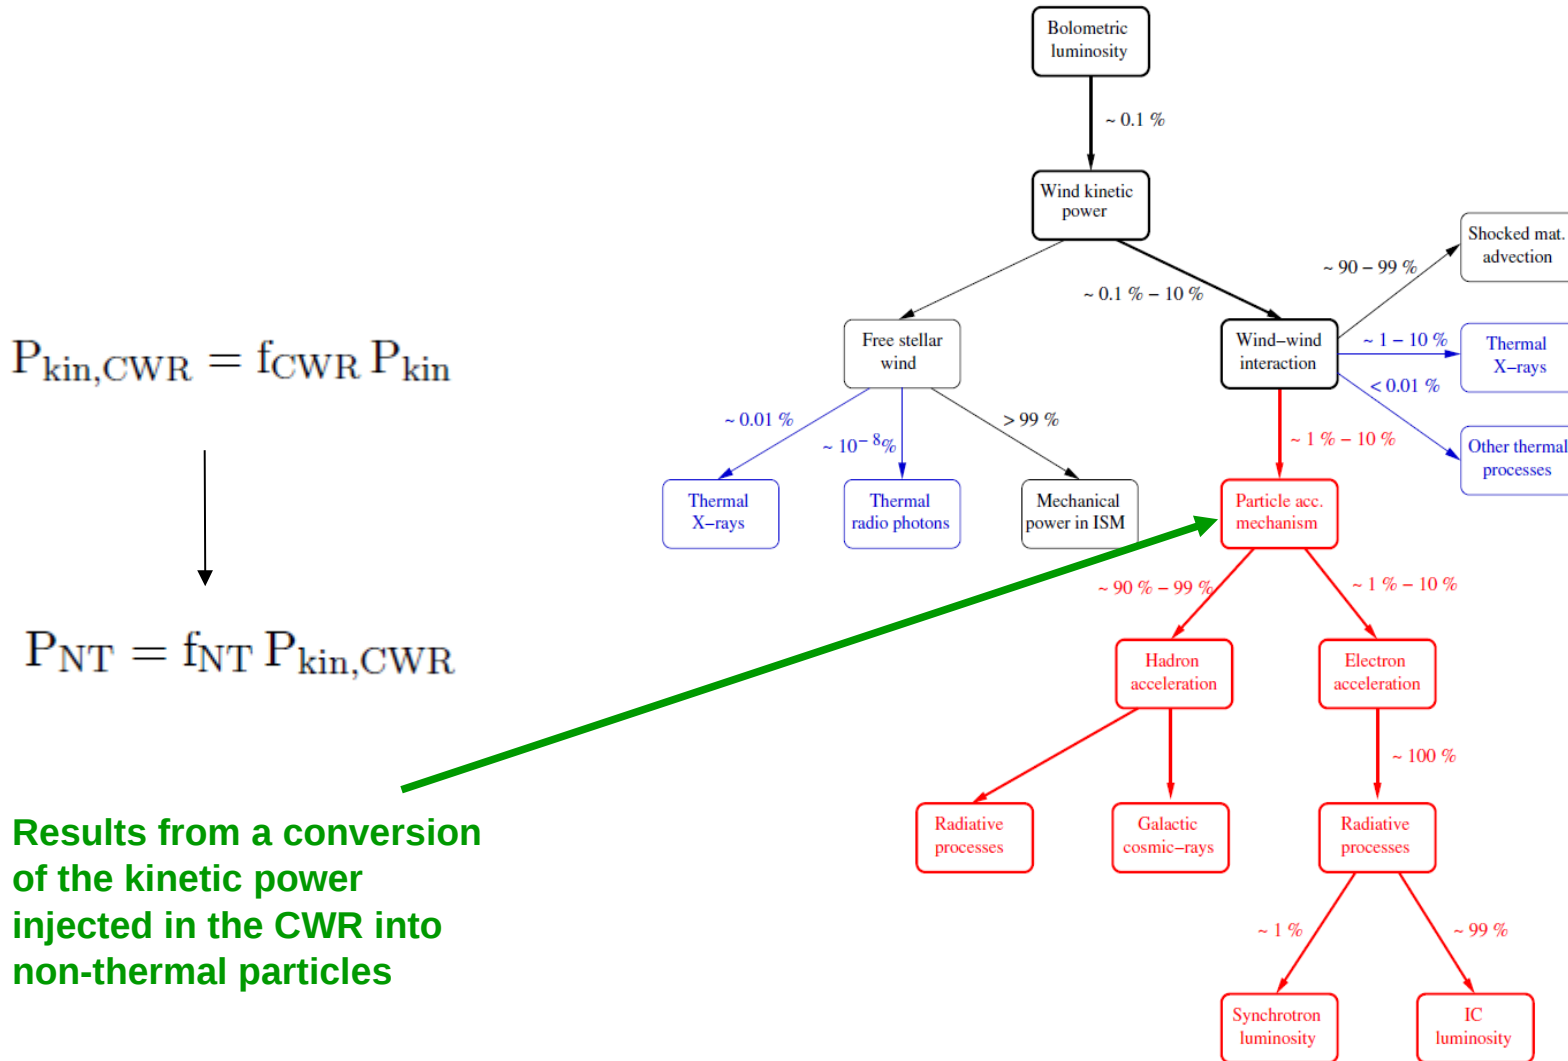 Bolometric
luminosity
~ 0.1 %
Wind kinetic
power
~ 0.1 % − 10 %
Free stellar
wind
Wind−wind
interaction
~ 90 − 99 %
Shocked mat.
advection
~ 1 − 10 %
Thermal
X−rays
< 0.01 %
Other thermal
processes
~ 0.01 %
~ 10⁻⁸%
> 99 %
Thermal
X−rays
Thermal
radio photons
Mechanical
power in ISM
~ 1 % − 10 %
Particle acc.
mechanism
~ 90 % − 99 %
~ 1 % − 10 %
Hadron
acceleration
Electron
acceleration
~ 100 %
Radiative
processes
Galactic
cosmic−rays
Radiative
processes
~ 1 %
~ 99 %
Synchrotron
luminosity
IC
luminosity
P_kin,CWR = f_CWR P_kin
P_NT = f_NT P_kin,CWR
Results from a conversion
of the kinetic power
injected in the CWR into
non-thermal particles